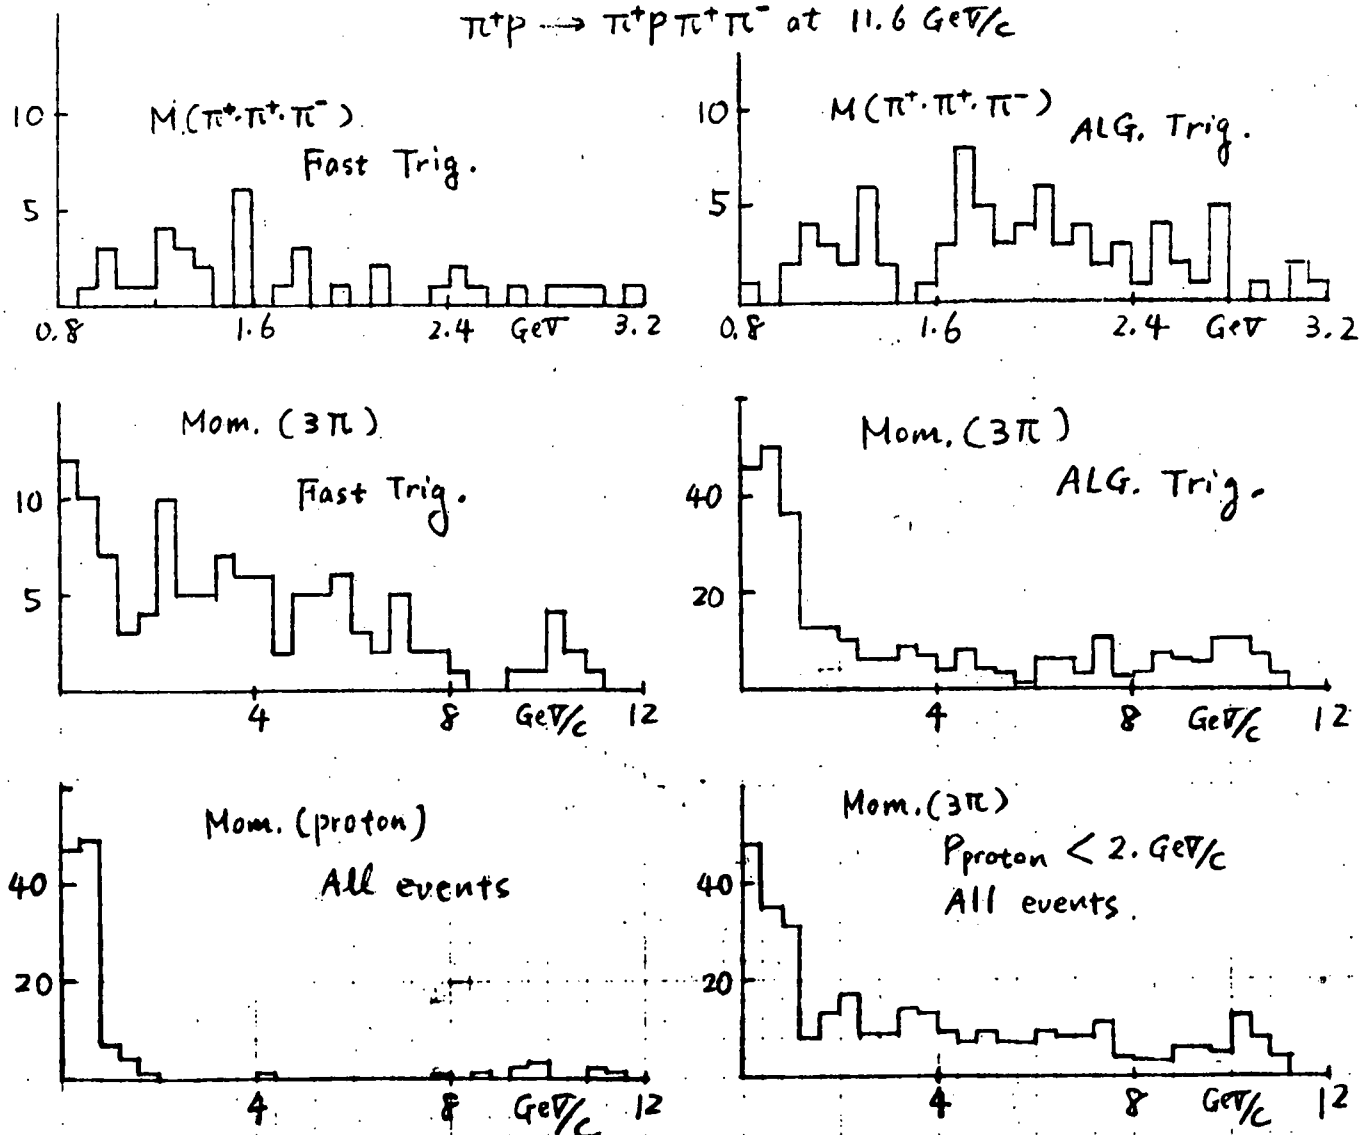 π⁺p → π⁺p π⁺π⁻ at 11.6 GeV/c
M(π⁺·π⁺·π⁻)
Fast Trig.
10
5
0.8 1.6 2.4 GeV 3.2
M(π⁺·π⁺·π⁻)
ALG. Trig.
10
5
0.8 1.6 2.4 GeV 3.2
Mom. (3π)
Fast Trig.
10
5
4 8 GeV/c 12
Mom. (3π)
ALG. Trig.
40
20
4 8 GeV/c 12
Mom. (proton)
All events
40
20
4 8 GeV/c 12
Mom. (3π)
Pproton < 2. GeV/c
All events
40
20
4 8 GeV/c 12